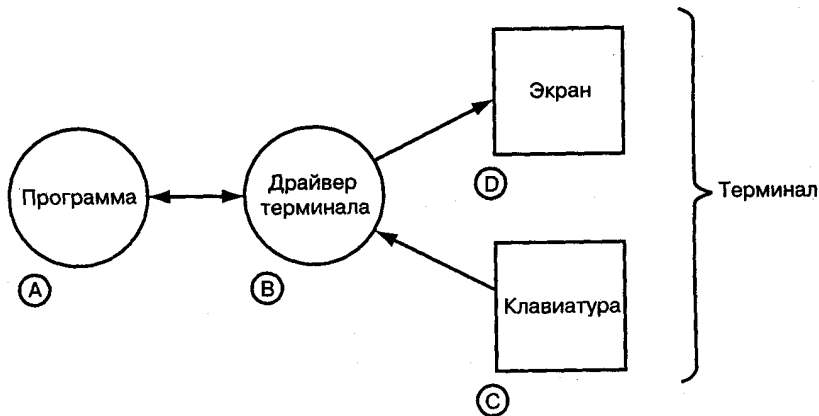 Экран
D
Программа
A
Драйвер
терминала
B
Терминал
Клавиатура
C